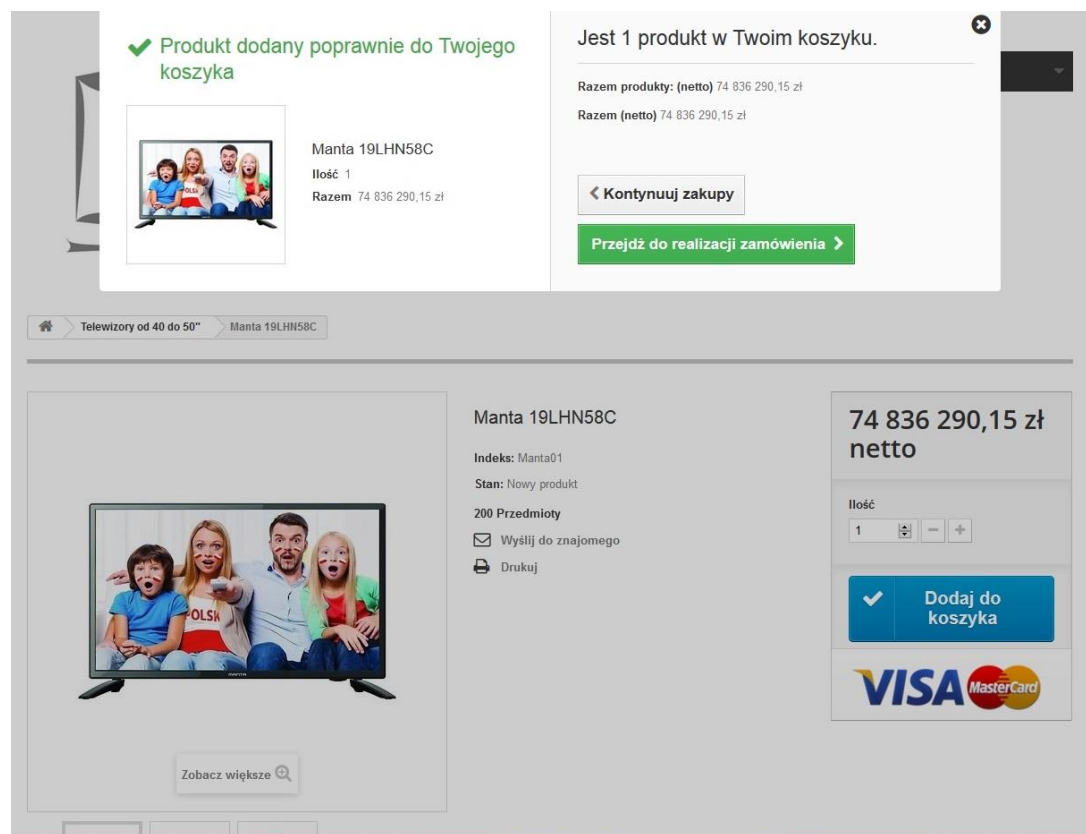 Produkt dodany poprawnie do Twojego
koszyka
Manta 19LHN58C
Ilość 1
Razem 74 836 290,15 zł
Jest 1 produkt w Twoim koszyku.
Razem produkty: (netto) 74 836 290,15 zł
Razem (netto) 74 836 290,15 zł
Kontynuuj zakupy
Przejdź do realizacji zamówienia
Telewizory od 40 do 50"
Manta 19LHN58C
POLSK
manta
Zobacz większe
Manta 19LHN58C
Indeks: Manta01
Stan: Nowy produkt
200 Przedmioty
Wyślij do znajomego
Drukuj
74 836 290,15 zł
netto
Ilość
1
Dodaj do
koszyka
VISA MasterCard